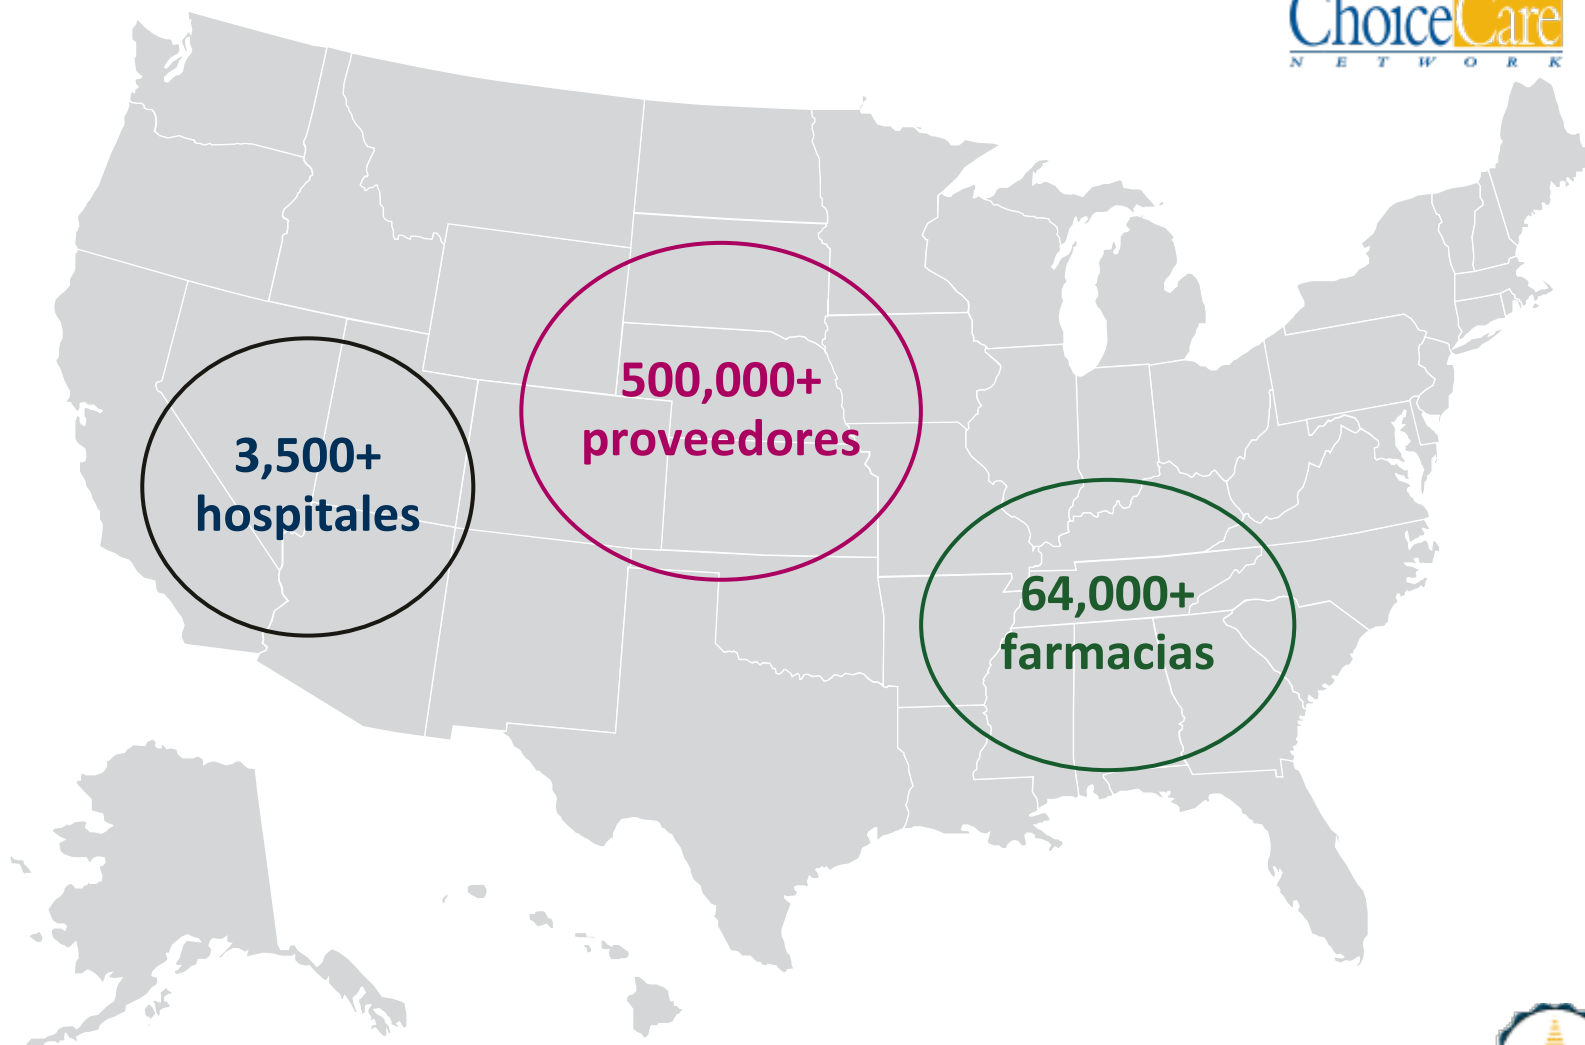 ChoiceCare
NETWORK
500,000+
proveedores
3,500+
hospitales
64,000+
farmacias